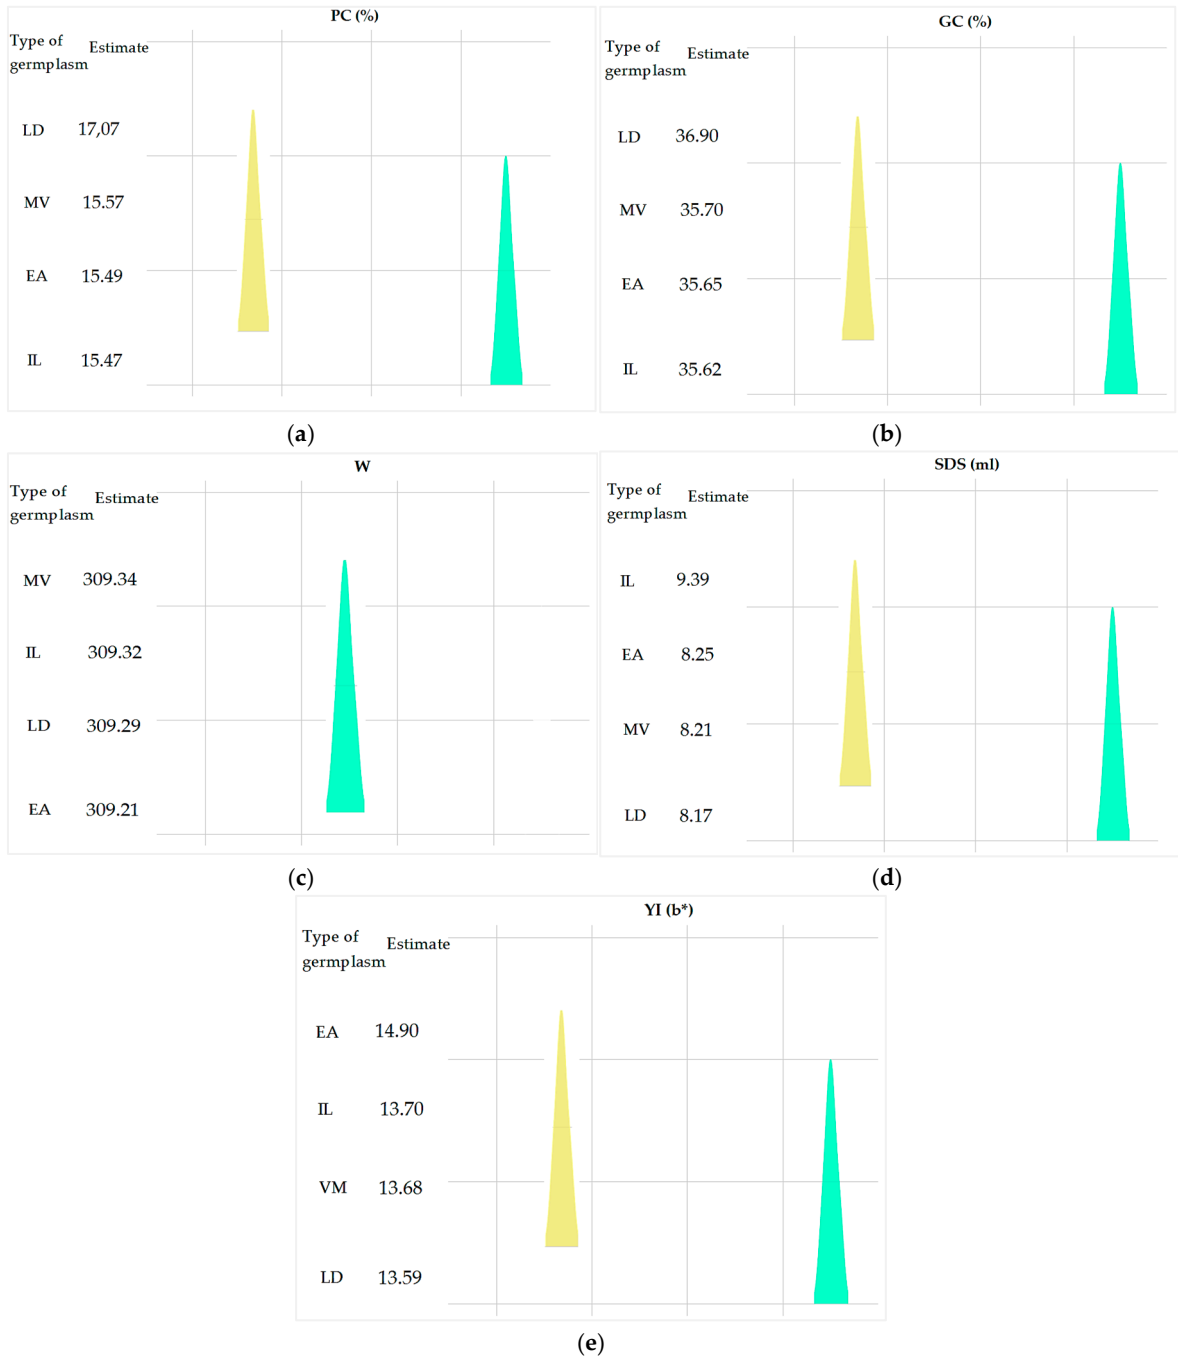 PC (%)
Type of germplasm Estimate
LD 17,07
MV 15.57
EA 15.49
IL 15.47
(a)
GC (%)
Type of germplasm Estimate
LD 36.90
MV 35.70
EA 35.65
IL 35.62
(b)
W
Type of germplasm Estimate
MV 309.34
IL 309.32
LD 309.29
EA 309.21
(c)
SDS (ml)
Type of germplasm Estimate
IL 9.39
EA 8.25
MV 8.21
LD 8.17
(d)
YI (b*)
Type of germplasm Estimate
EA 14.90
IL 13.70
VM 13.68
LD 13.59
(e)